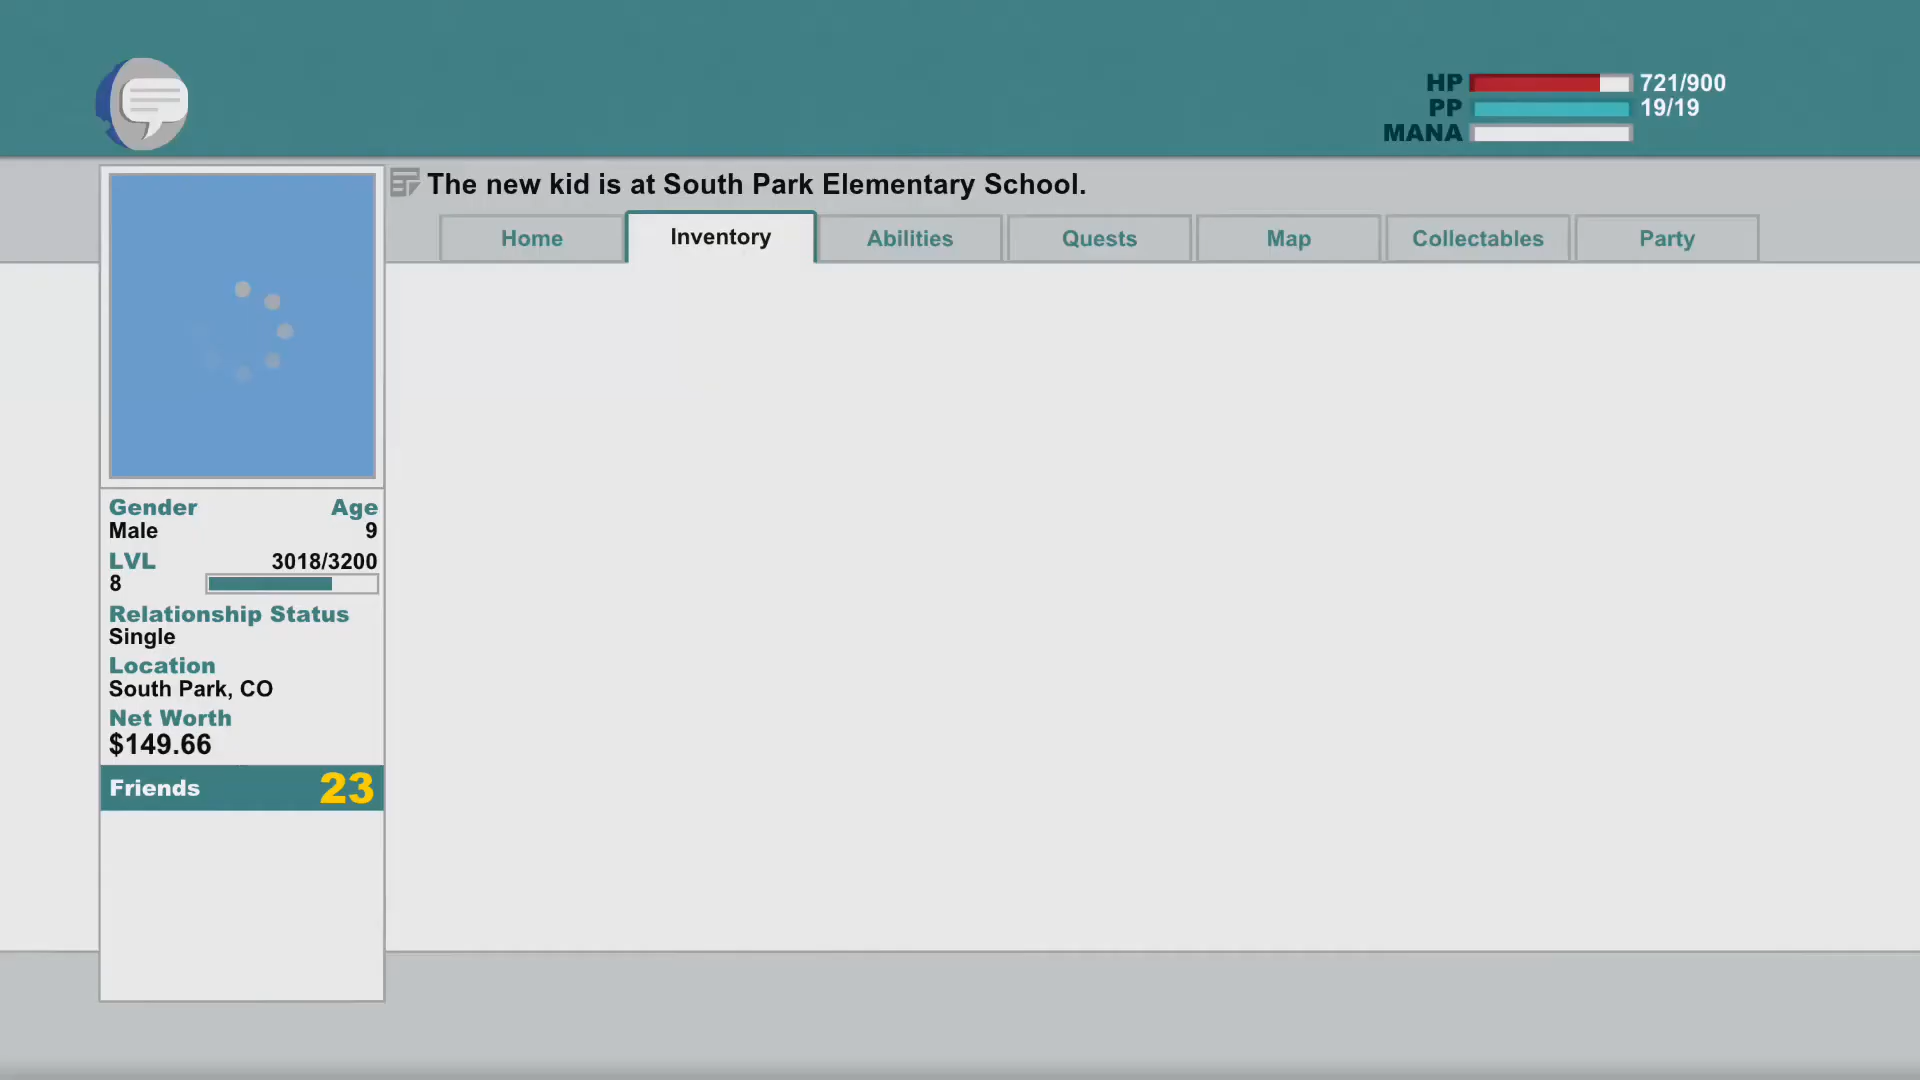 HP 721/900
PP 19/19
MANA
The new kid is at South Park Elementary School.
Home Inventory Abilities Quests Map Collectables Party
Gender Age
Male 9
LVL 3018/3200
8
Relationship Status
Single
Location
South Park, CO
Net Worth
$149.66
Friends 23